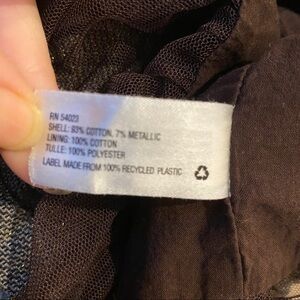 RN 54023
SHELL: 93% COTTON, 7% METALLIC
LINING: 100% COTTON
TULLE: 100% POLYESTER
LABEL MADE FROM 100% RECYCLED PLASTIC